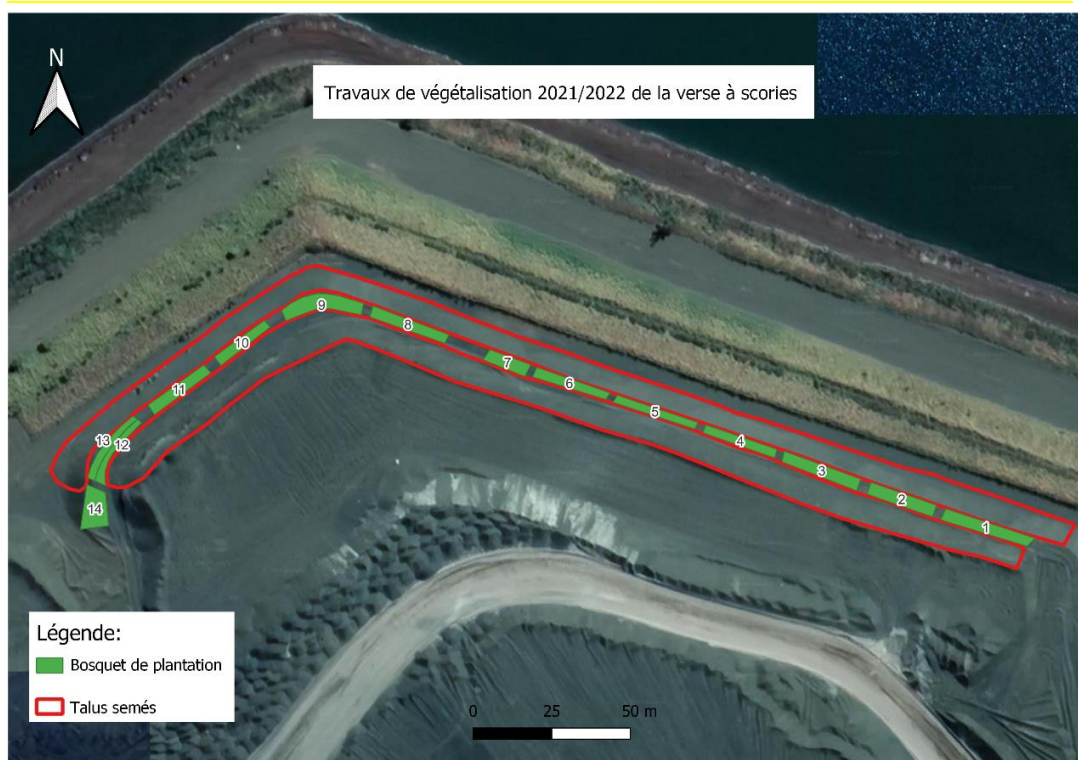 N
Travaux de végétalisation 2021/2022 de la verse à scories
9
8
10
7
6
11
5
4
13
12
3
2
14
1
Légende:
Bosquet de plantation
Talus semés
0 25 50 m